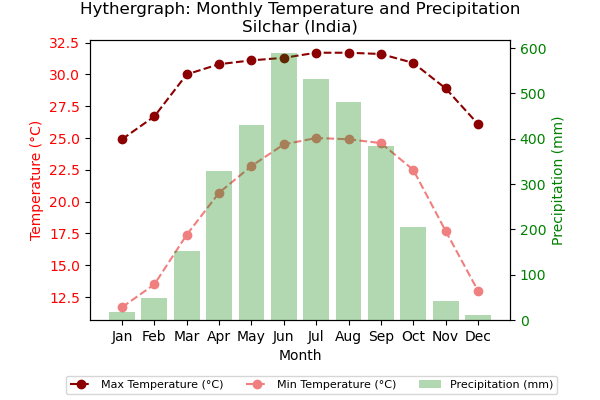 Hythergraph: Monthly Temperature and Precipitation
Silchar (India)
Temperature (°C)
32.5
30.0
27.5
25.0
22.5
20.0
17.5
15.0
12.5
600
500
400
300
200
100
0
Precipitation (mm)
Jan Feb Mar Apr May Jun Jul Aug Sep Oct Nov Dec
Month
Max Temperature (°C) Min Temperature (°C) Precipitation (mm)